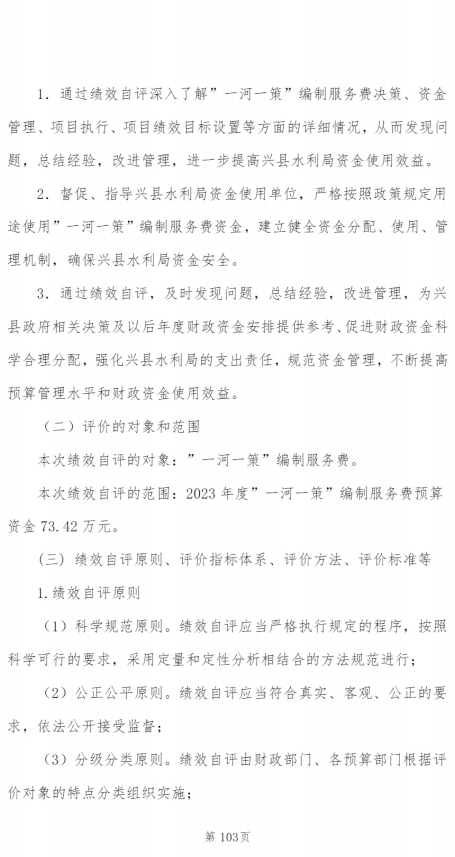 1. 通过绩效自评深入了解”一河一策”编制服务费决策、资金
管理、项目执行、项目绩效目标设置等方面的详细情况，从而发现问
题，总结经验，改进管理，进一步提高兴县水利局资金使用效益。
2. 督促、指导兴县水利局资金使用单位，严格按照政策规定用
途使用”一河一策”编制服务费资金，建立健全资金分配、使用、管
理机制，确保兴县水利局资金安全。
3. 通过绩效自评，及时发现问题，总结经验，改进管理，为兴
县政府相关决策及以后年度财政资金安排提供参考、促进财政资金科
学合理分配，强化兴县水利局的支出责任，规范资金管理，不断提高
预算管理水平和财政资金使用效益。
（二）评价的对象和范围
本次绩效自评的对象：”一河一策”编制服务费。
本次绩效自评的范围：2023 年度”一河一策”编制服务费预算
资金 73.42 万元。
(三) 绩效自评原则、评价指标体系、评价方法、评价标准等
1.绩效自评原则
（1）科学规范原则。绩效自评应当严格执行规定的程序，按照
科学可行的要求，采用定量和定性分析相结合的方法规范进行；
（2）公正公平原则。绩效自评应当符合真实、客观、公正的要
求，依法公开接受监督；
（3）分级分类原则。绩效自评由财政部门、各预算部门根据评
价对象的特点分类组织实施；
第 103页